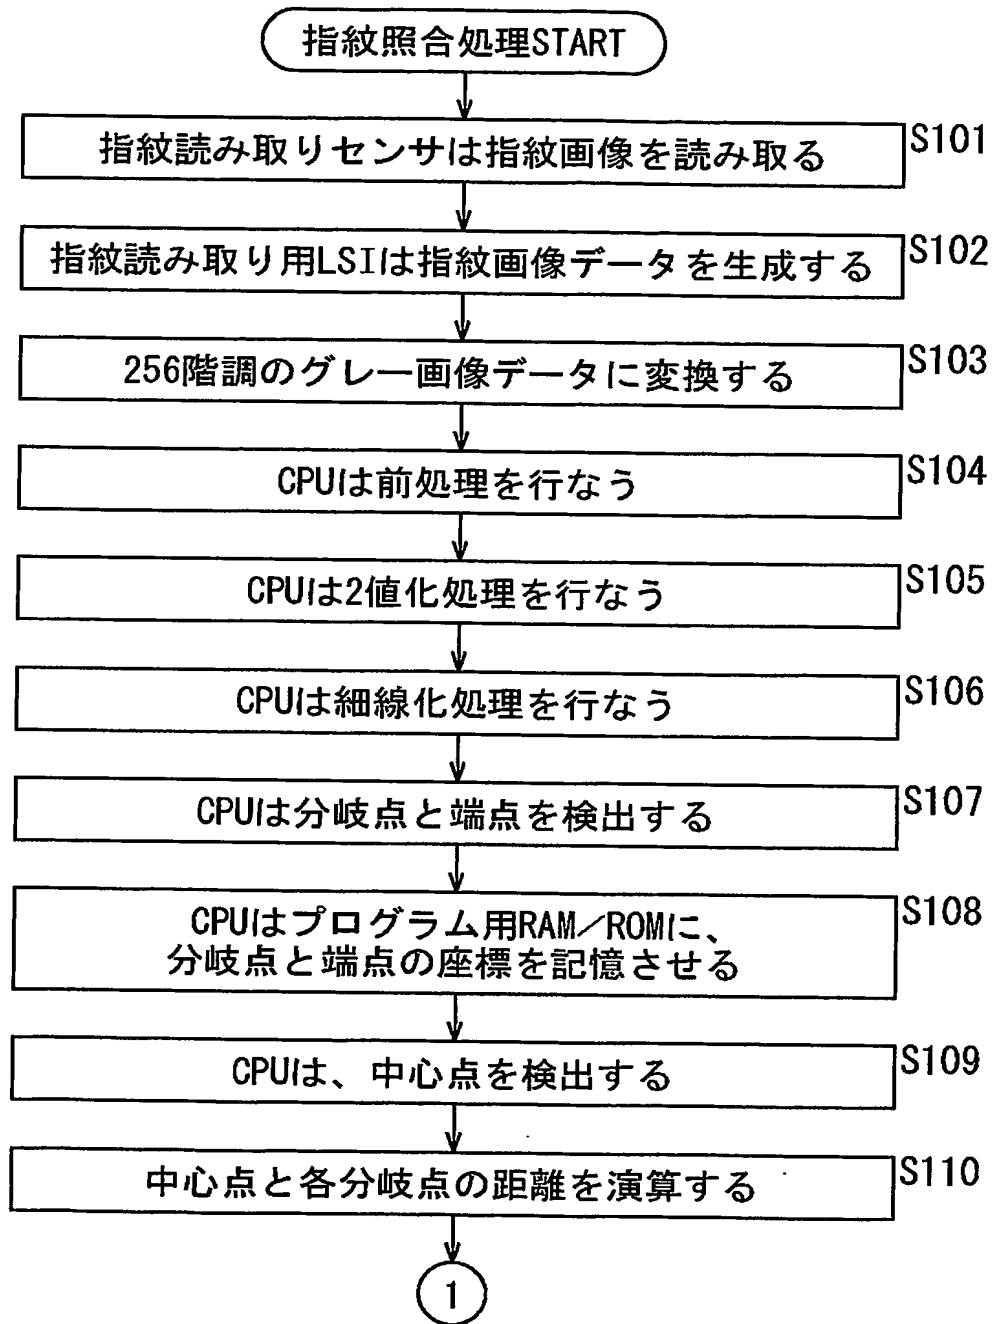 指紋照合処理START
指紋読み取りセンサは指紋画像を読み取る
S101
指紋読み取り用LSIは指紋画像データを生成する
S102
256階調のグレー画像データに変換する
S103
CPUは前処理を行なう
S104
CPUは2値化処理を行なう
S105
CPUは細線化処理を行なう
S106
CPUは分岐点と端点を検出する
S107
CPUはプログラム用RAM/ROMに、
分岐点と端点の座標を記憶させる
S108
CPUは、中心点を検出する
S109
中心点と各分岐点の距離を演算する
S110
1